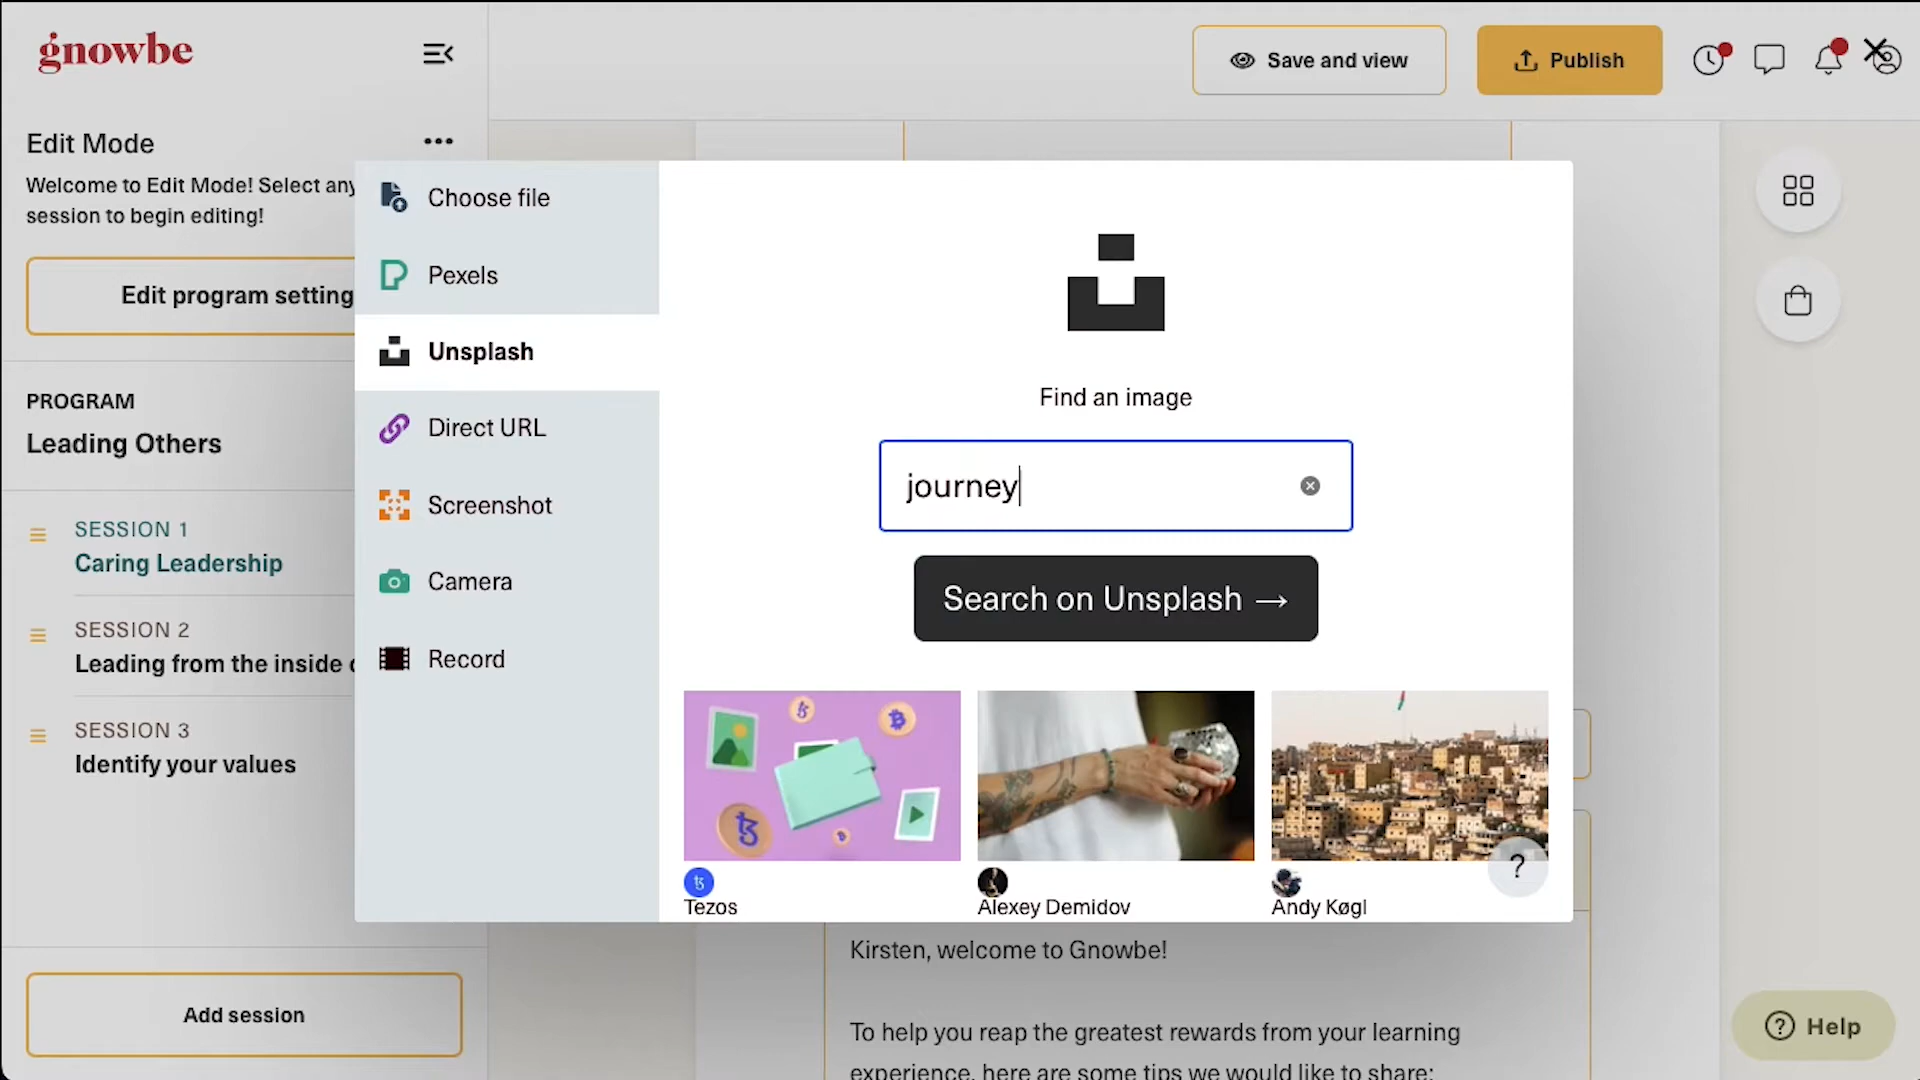 gnowbe
Save and view
Publish
Edit Mode
Welcome to Edit Mode! Select any
session to begin editing!
Edit program setting
PROGRAM
Leading Others
SESSION 1
Caring Leadership
SESSION 2
Leading from the inside o
SESSION 3
Identify your values
Add session
Choose file
Pexels
Unsplash
Direct URL
Screenshot
Camera
Record
Find an image
journey
Search on Unsplash →
Tezos
Alexey Demidov
Andy Køgl
?
Kirsten, welcome to Gnowbe!
To help you reap the greatest rewards from your learning
experience, here are some tips we would like to share:
Help